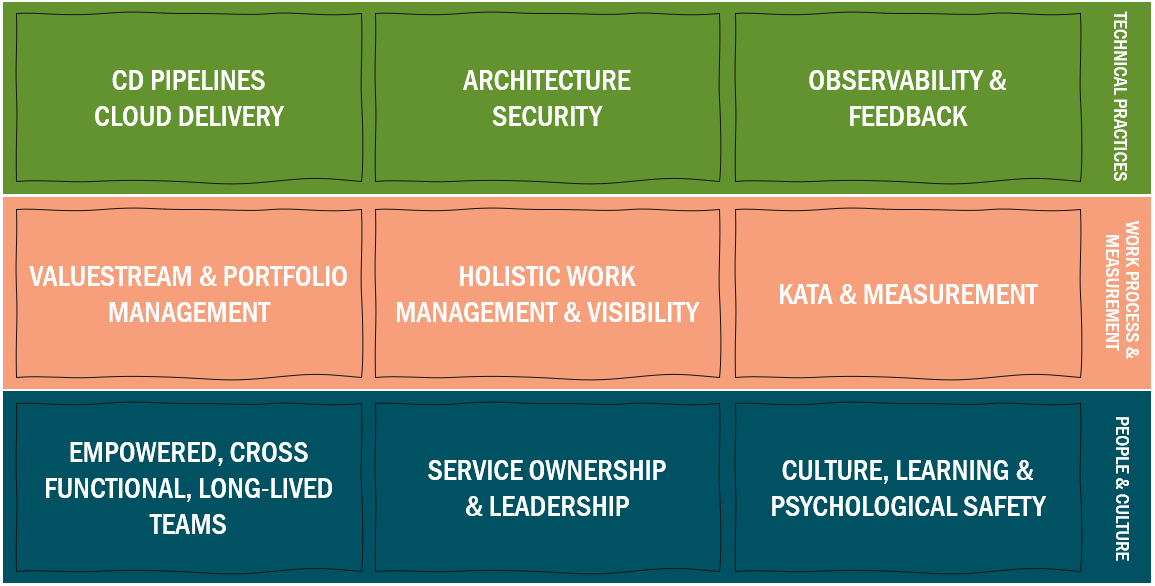 CD PIPELINES
CLOUD DELIVERY
ARCHITECTURE
SECURITY
OBSERVABILITY &
FEEDBACK
TECHNICAL PRACTICES
VALUESTREAM & PORTFOLIO
MANAGEMENT
HOLISTIC WORK
MANAGEMENT & VISIBILITY
KATA & MEASUREMENT
WORK PROCESS &
MEASUREMENT
EMPOWERED, CROSS
FUNCTIONAL, LONG-LIVED
TEAMS
SERVICE OWNERSHIP
& LEADERSHIP
CULTURE, LEARNING &
PSYCHOLOGICAL SAFETY
PEOPLE & CULTURE